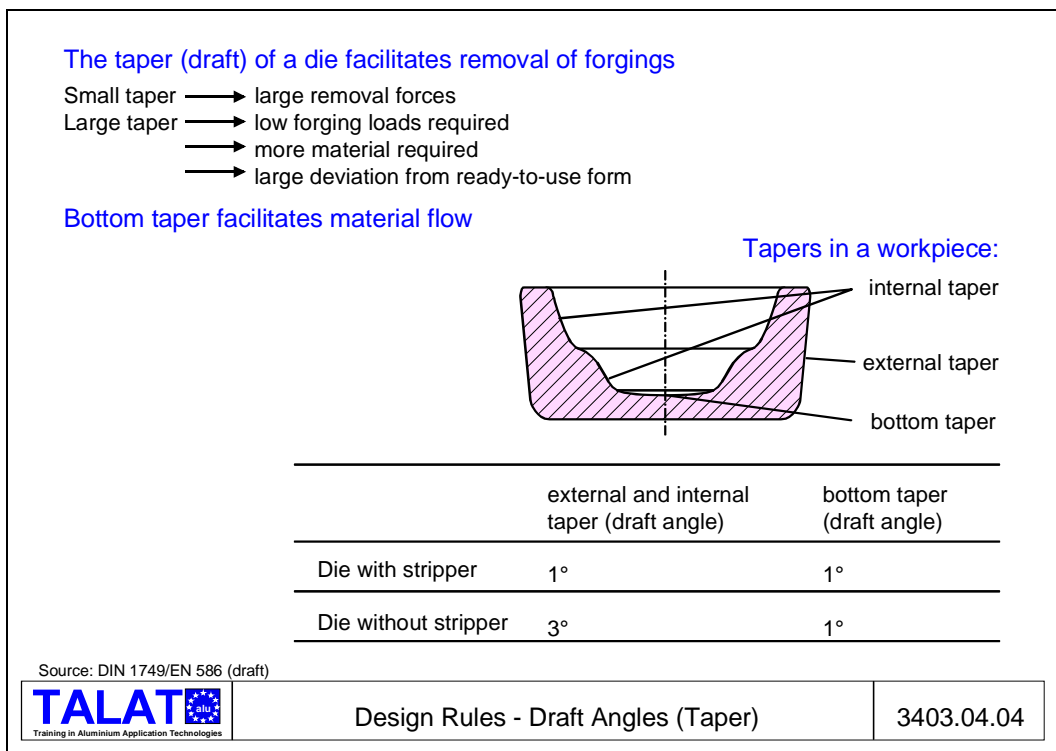 The taper (draft) of a die facilitates removal of forgings
Small taper large removal forces
Large taper low forging loads required
more material required
large deviation from ready-to-use form
Bottom taper facilitates material flow
Tapers in a workpiece:
internal taper
external taper
bottom taper
external and internal bottom taper
taper (draft angle) (draft angle)
Die with stripper 1° 1°
Die without stripper 3° 1°
Source: DIN 1749/EN 586 (draft)
TALAT alu
Training in Aluminium Application Technologies
Design Rules - Draft Angles (Taper)
3403.04.04